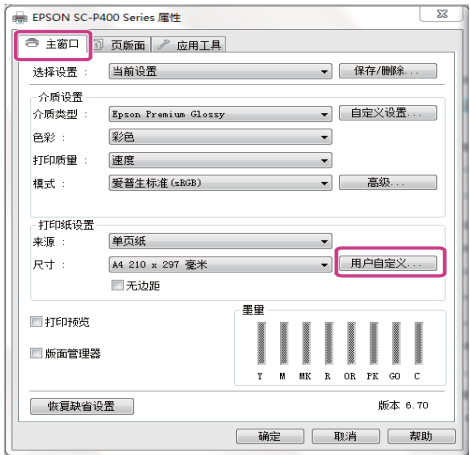 EPSON SC-P400 Series 属性
主窗口 页版面 应用工具
选择设置 : 当前设置 保存/删除...
介质设置
介质类型 : Epson Premium Glossy 自定义设置...
色彩 : 彩色
打印质量 : 速度
模式 : 爱普生标准(sRGB) 高级...
打印纸设置
来源 : 单页纸
尺寸 : A4 210 x 297 毫米 用户自定义...
无边距
墨量
打印预览
版面管理器
Y M MK R OR PK GO C
恢复缺省设置 版本 6.70
确定 取消 帮助